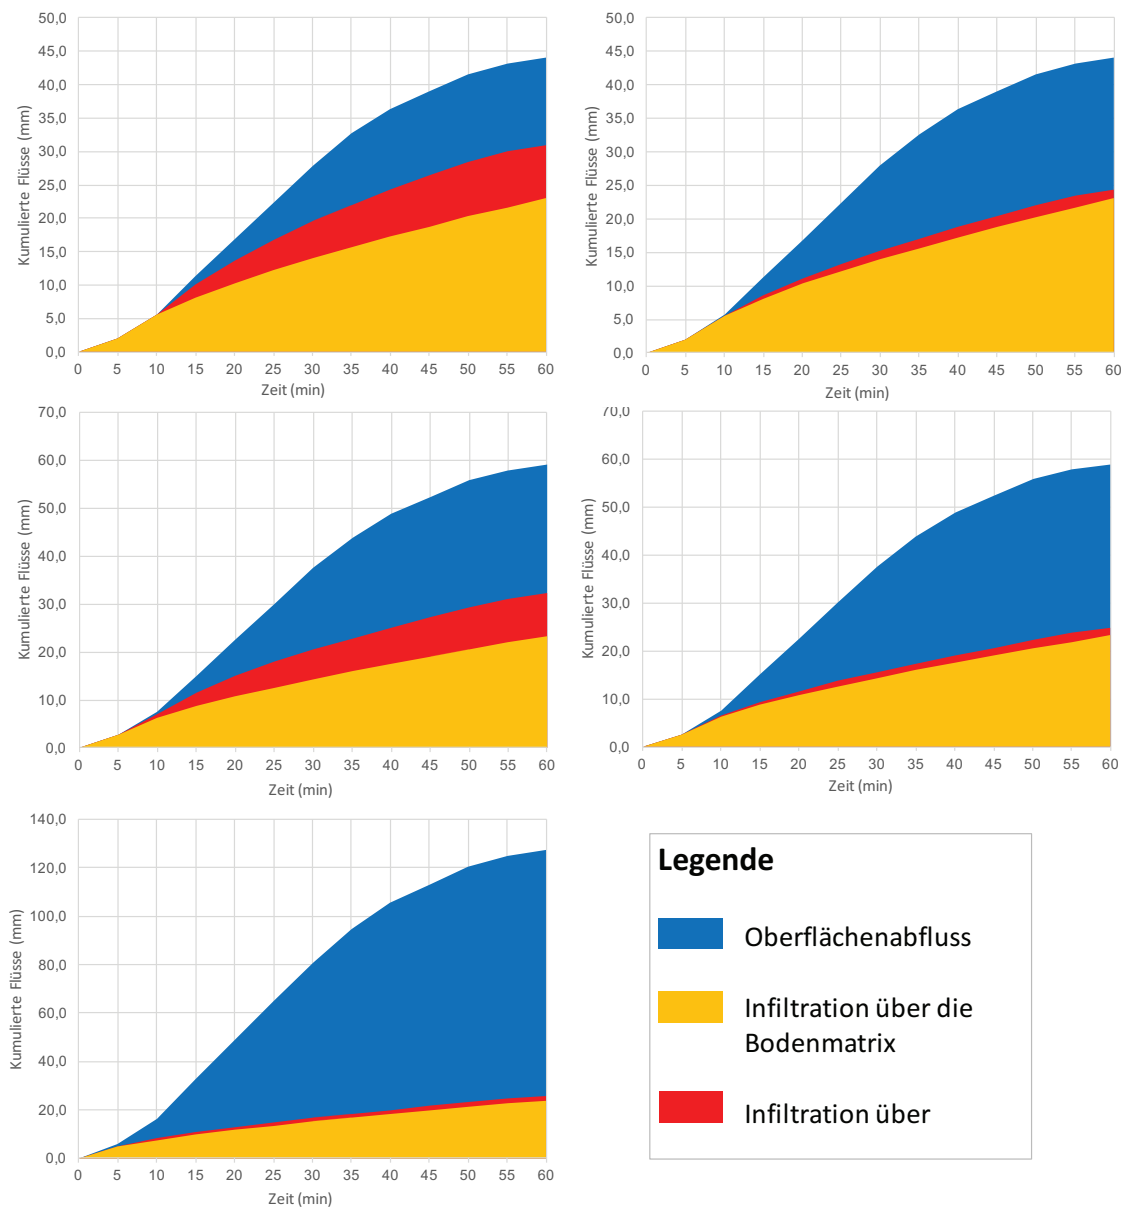 50,0
45,0
40,0
35,0
30,0
25,0
20,0
15,0
10,0
5,0
0,0
Kumulierte Flüsse (mm)
0 5 10 15 20 25 30 35 40 45 50 55 60
Zeit (min)
50,0
45,0
40,0
35,0
30,0
25,0
20,0
15,0
10,0
5,0
0,0
Kumulierte Flüsse (mm)
0 5 10 15 20 25 30 35 40 45 50 55 60
Zeit (min)
70,0
60,0
50,0
40,0
30,0
20,0
10,0
0,0
Kumulierte Flüsse (mm)
0 5 10 15 20 25 30 35 40 45 50 55 60
Zeit (min)
70,0
60,0
50,0
40,0
30,0
20,0
10,0
0,0
Kumulierte Flüsse (mm)
0 5 10 15 20 25 30 35 40 45 50 55 60
Zeit (min)
140,0
120,0
100,0
80,0
60,0
40,0
20,0
0,0
Kumulierte Flüsse (mm)
0 5 10 15 20 25 30 35 40 45 50 55 60
Zeit (min)
Legende
Oberflächenabfluss
Infiltration über die
Bodenmatrix
Infiltration über